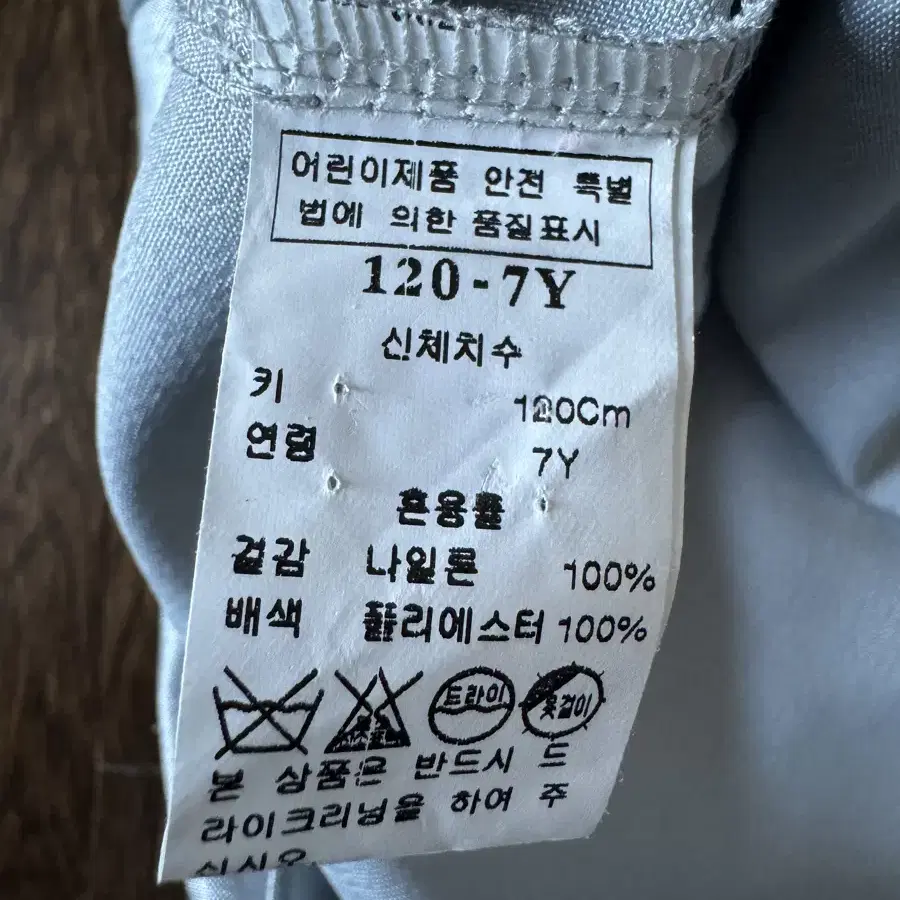 어린이제품 안전 특별
법에 의한 품질표시
120-7Y
신체치수
키 120Cm
연령 7Y
혼용률
겉감 나일론 100%
배색 폴리에스터 100%
드라이 옷걸이
본 상품은 반드시 드
라이크리닝을 하여 주
십시오